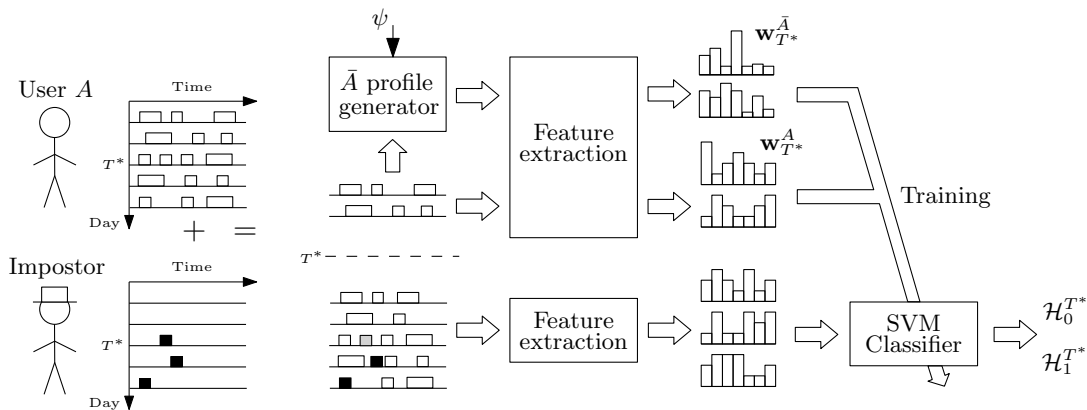 User A
Time
T*
Day
+ =
Impostor
Time
T*
Day
ψ
Ā profile
generator
T*
Feature
extraction
Feature
extraction
w_{T*}^{Ā}
w_{T*}^{A}
Training
SVM
Classifier
H_0^{T*}
H_1^{T*}